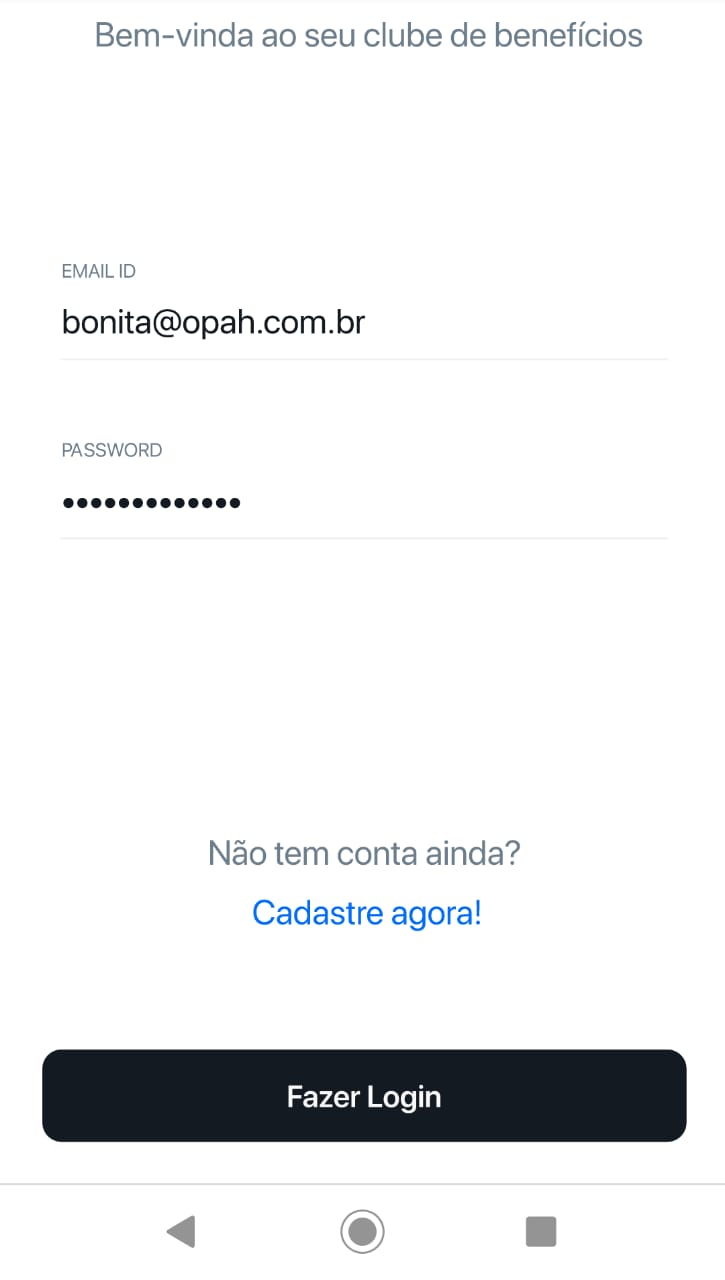 Bem-vinda ao seu clube de benefícios
EMAIL ID
bonita@opah.com.br
PASSWORD
•••••••••••••
Não tem conta ainda?
Cadastre agora!
Fazer Login